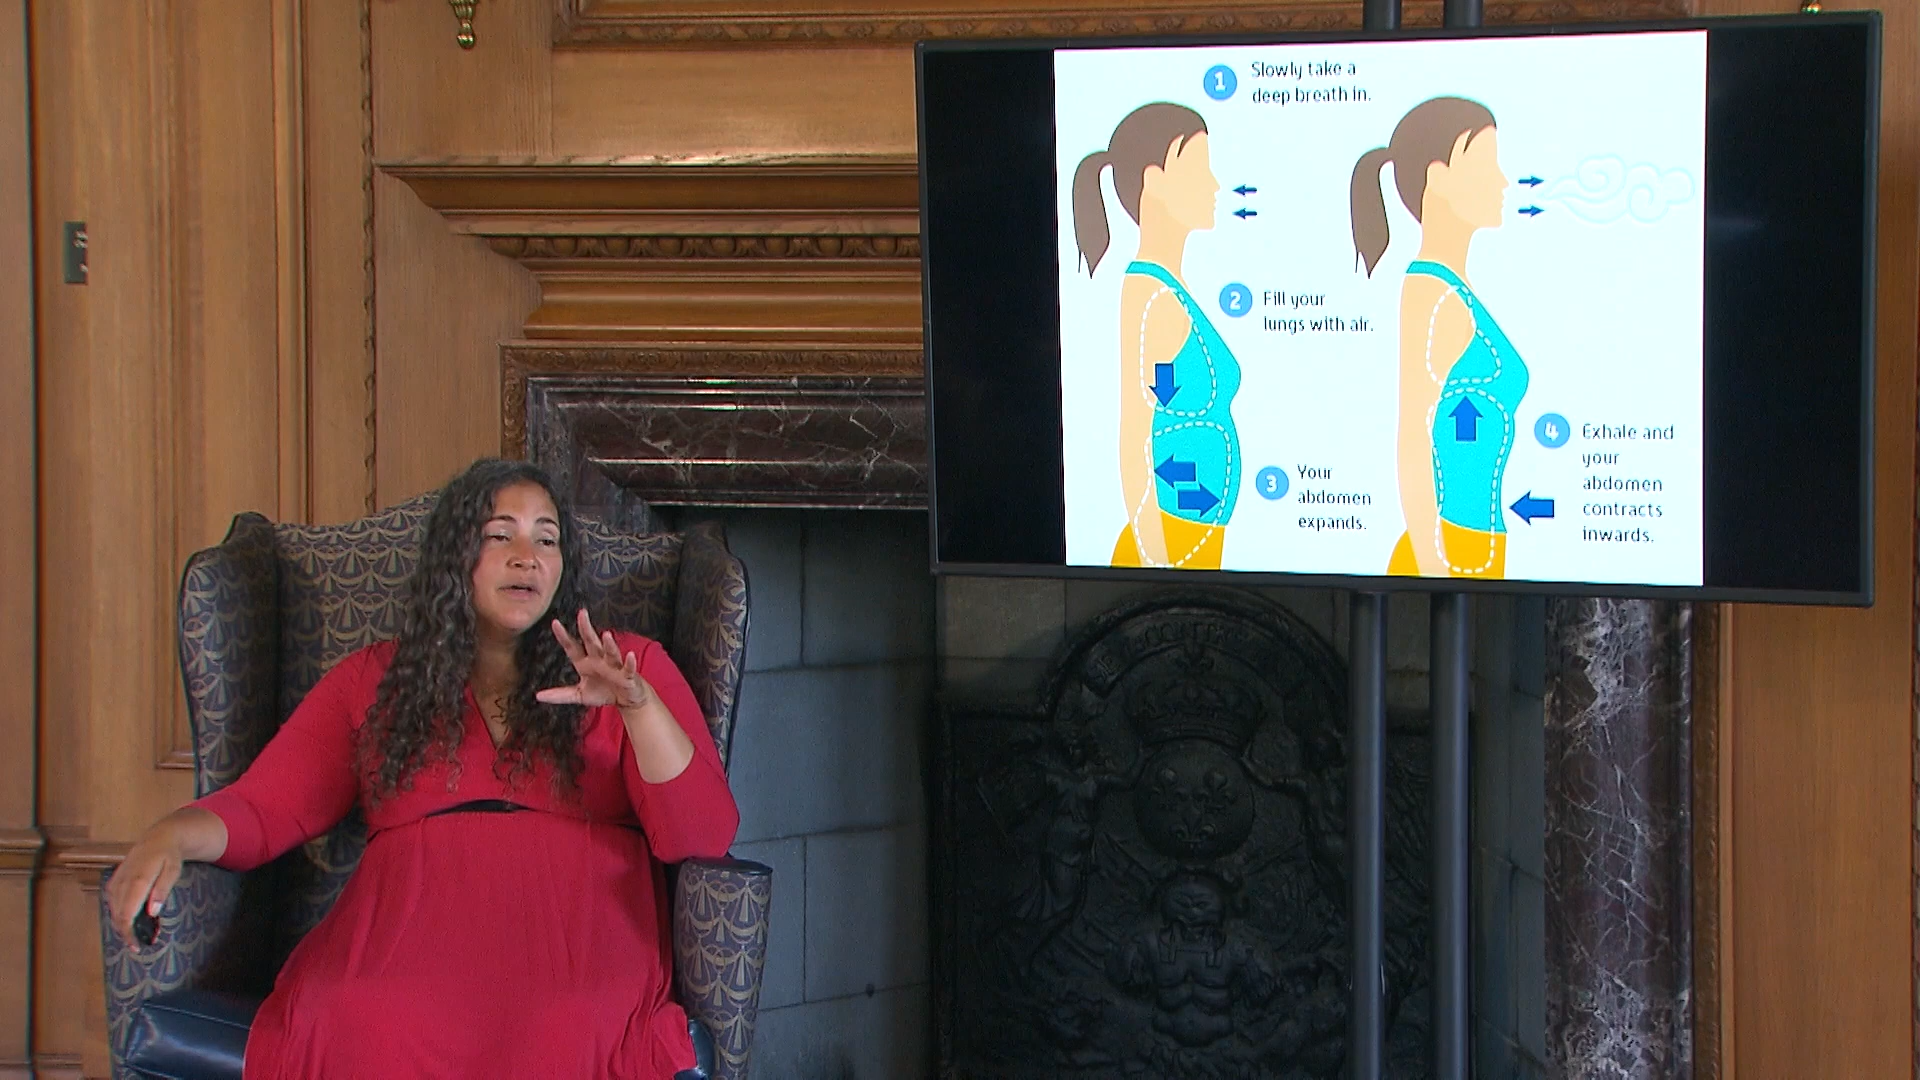 1
Slowly take a
deep breath in.
2
Fill your
lungs with air.
3
Your
abdomen
expands.
4
Exhale and
your
abdomen
contracts
inwards.